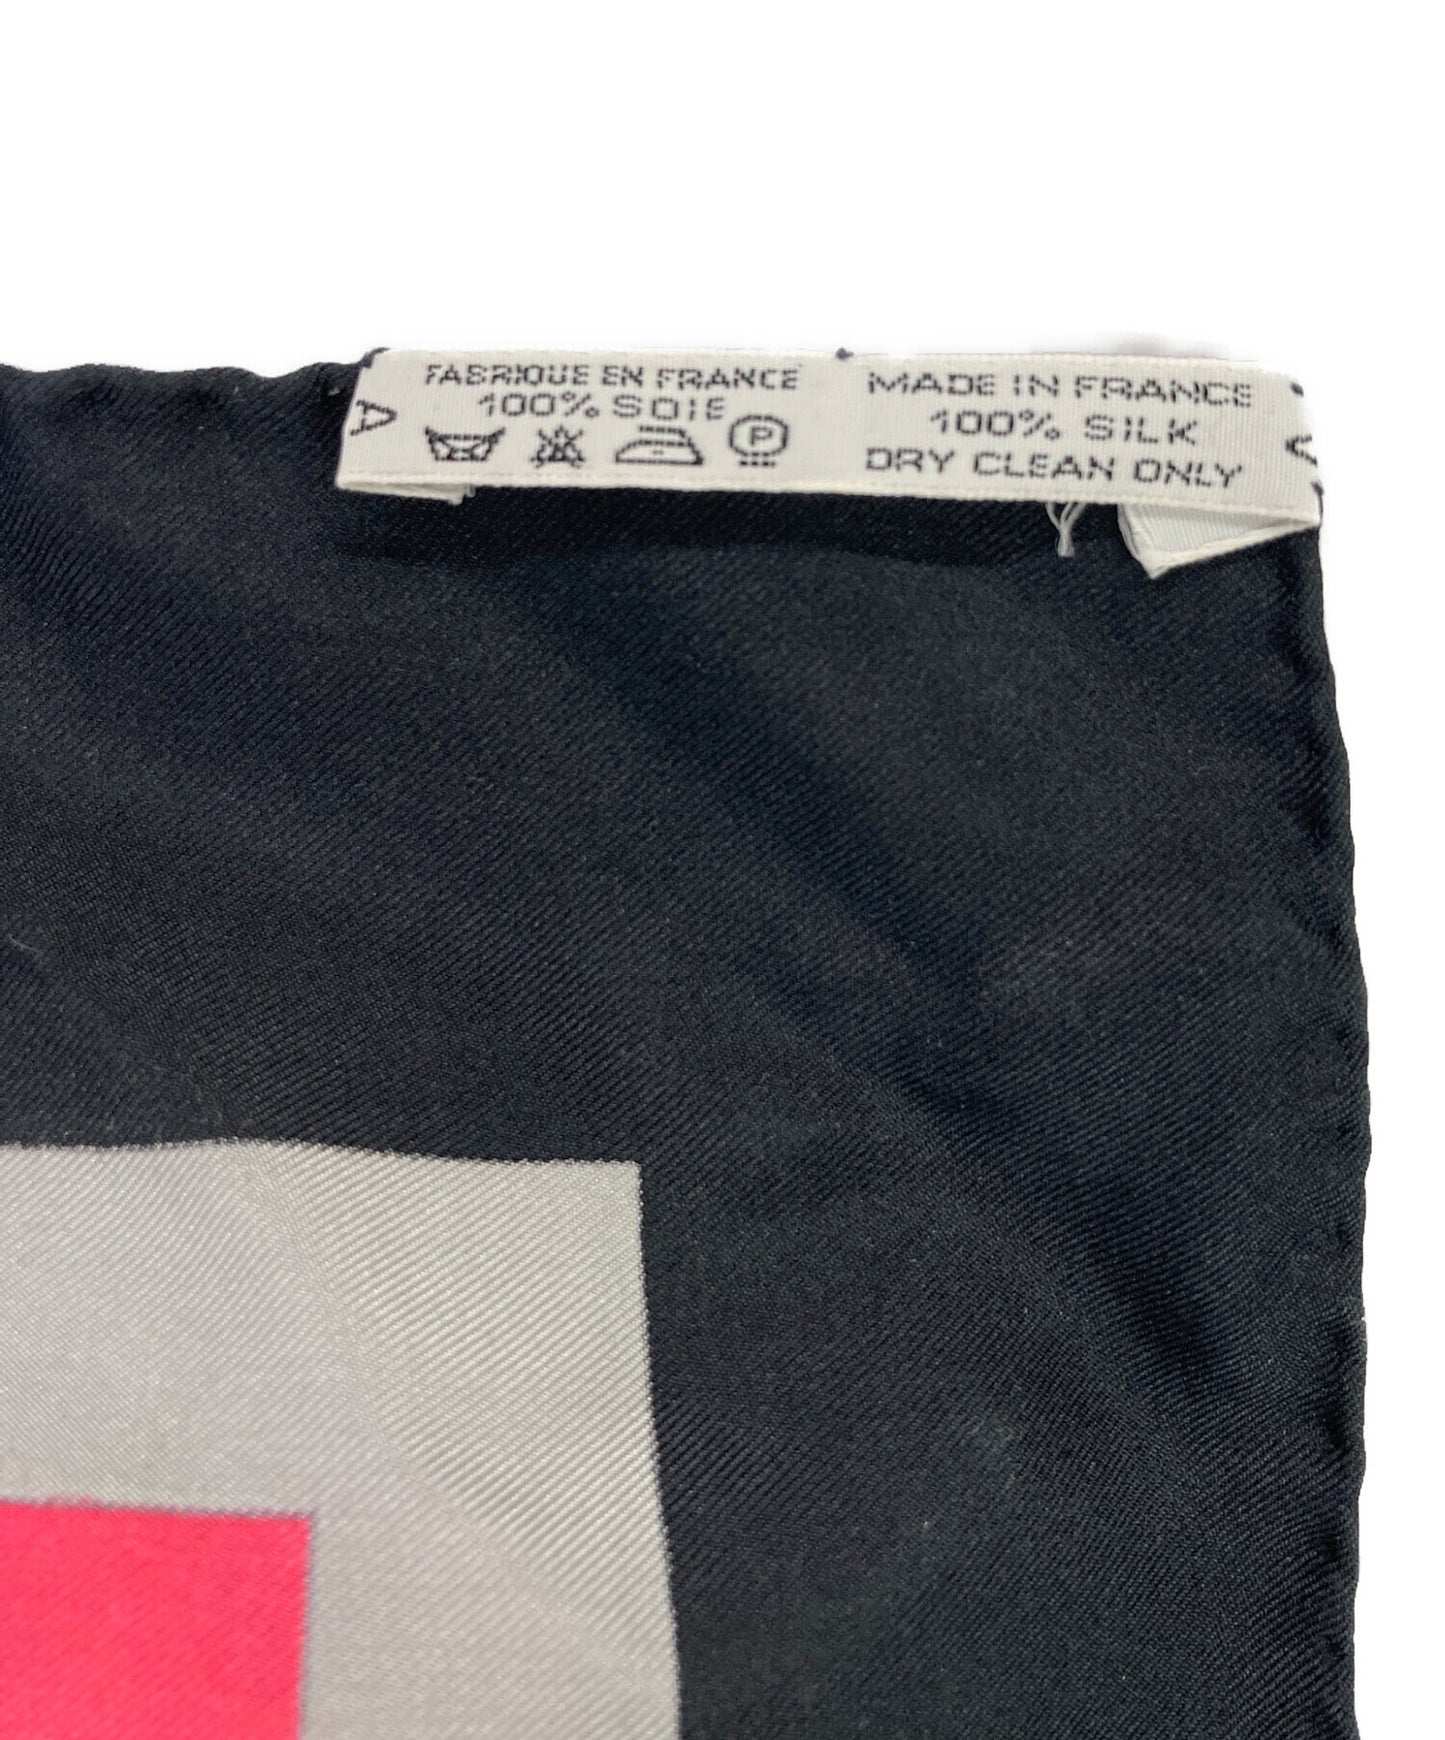 A
FABRIQUE EN FRANCE
100% SOIE
P
MADE IN FRANCE
100% SILK
DRY CLEAN ONLY